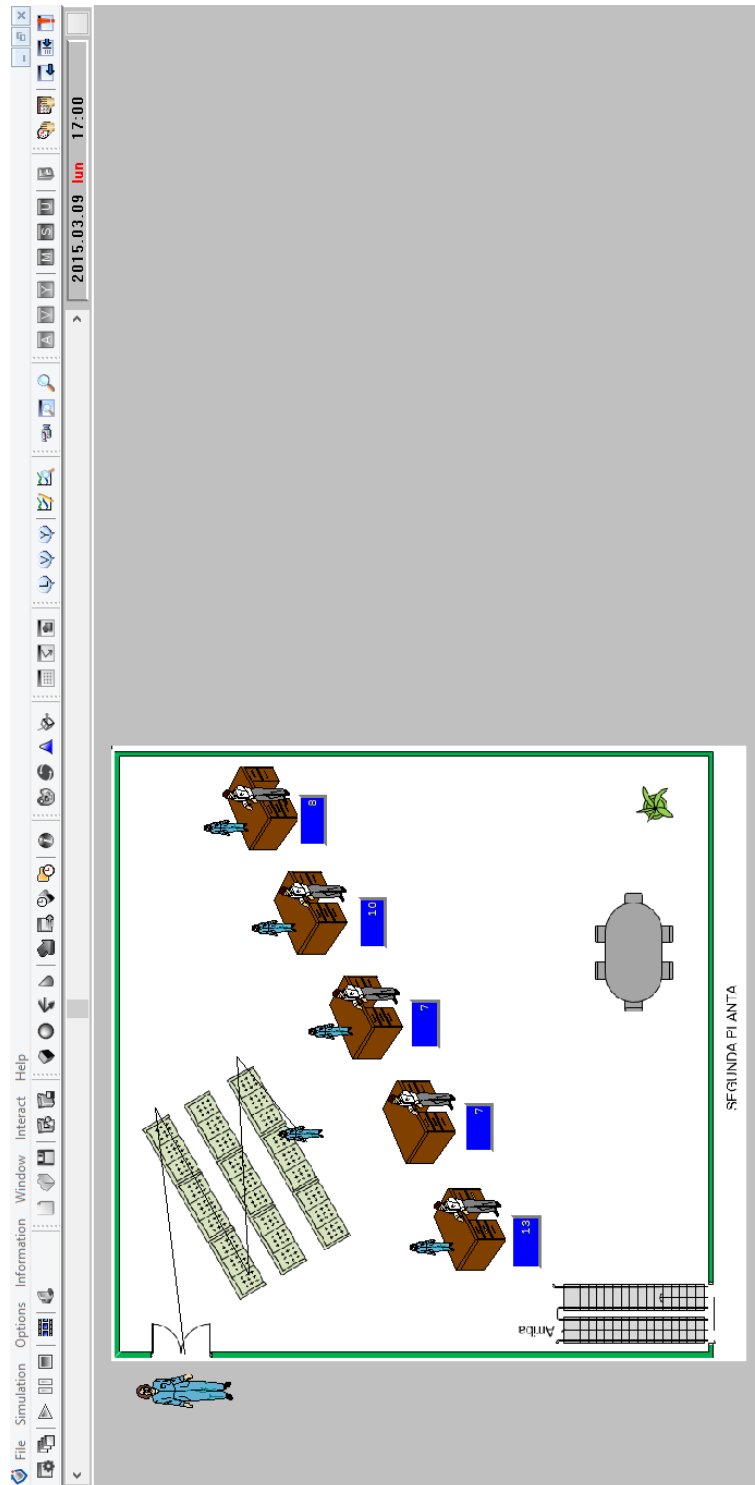 File Simulation Options Information Window Interact Help
A V Y M S U
L V Y
2015.03.09 lun 17:00
8
10
7
7
13
Arriba
SEGUNDA PLANTA